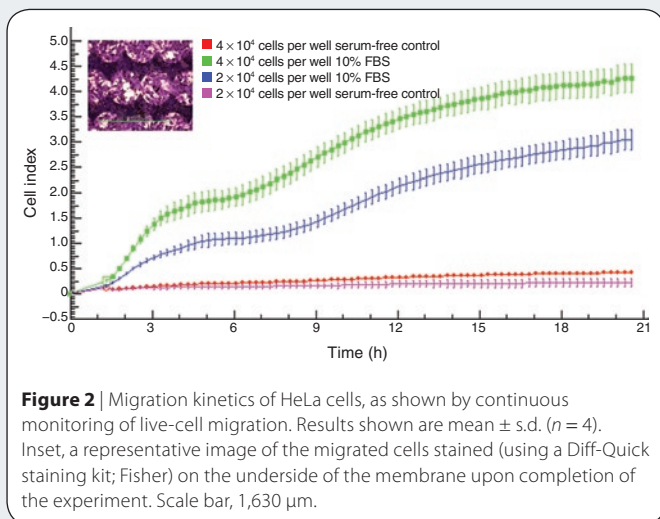 5.0
4.5
4.0
3.5
3.0
2.5
2.0
1.5
1.0
0.5
0
−0.5
Cell index
4 × 10⁴ cells per well serum-free control
4 × 10⁴ cells per well 10% FBS
2 × 10⁴ cells per well 10% FBS
2 × 10⁴ cells per well serum-free control
0 3 6 9 12 15 18 21
Time (h)
Figure 2 | Migration kinetics of HeLa cells, as shown by continuous
monitoring of live-cell migration. Results shown are mean ± s.d. (n = 4).
Inset, a representative image of the migrated cells stained (using a Diff-Quick
staining kit; Fisher) on the underside of the membrane upon completion of
the experiment. Scale bar, 1,630 μm.